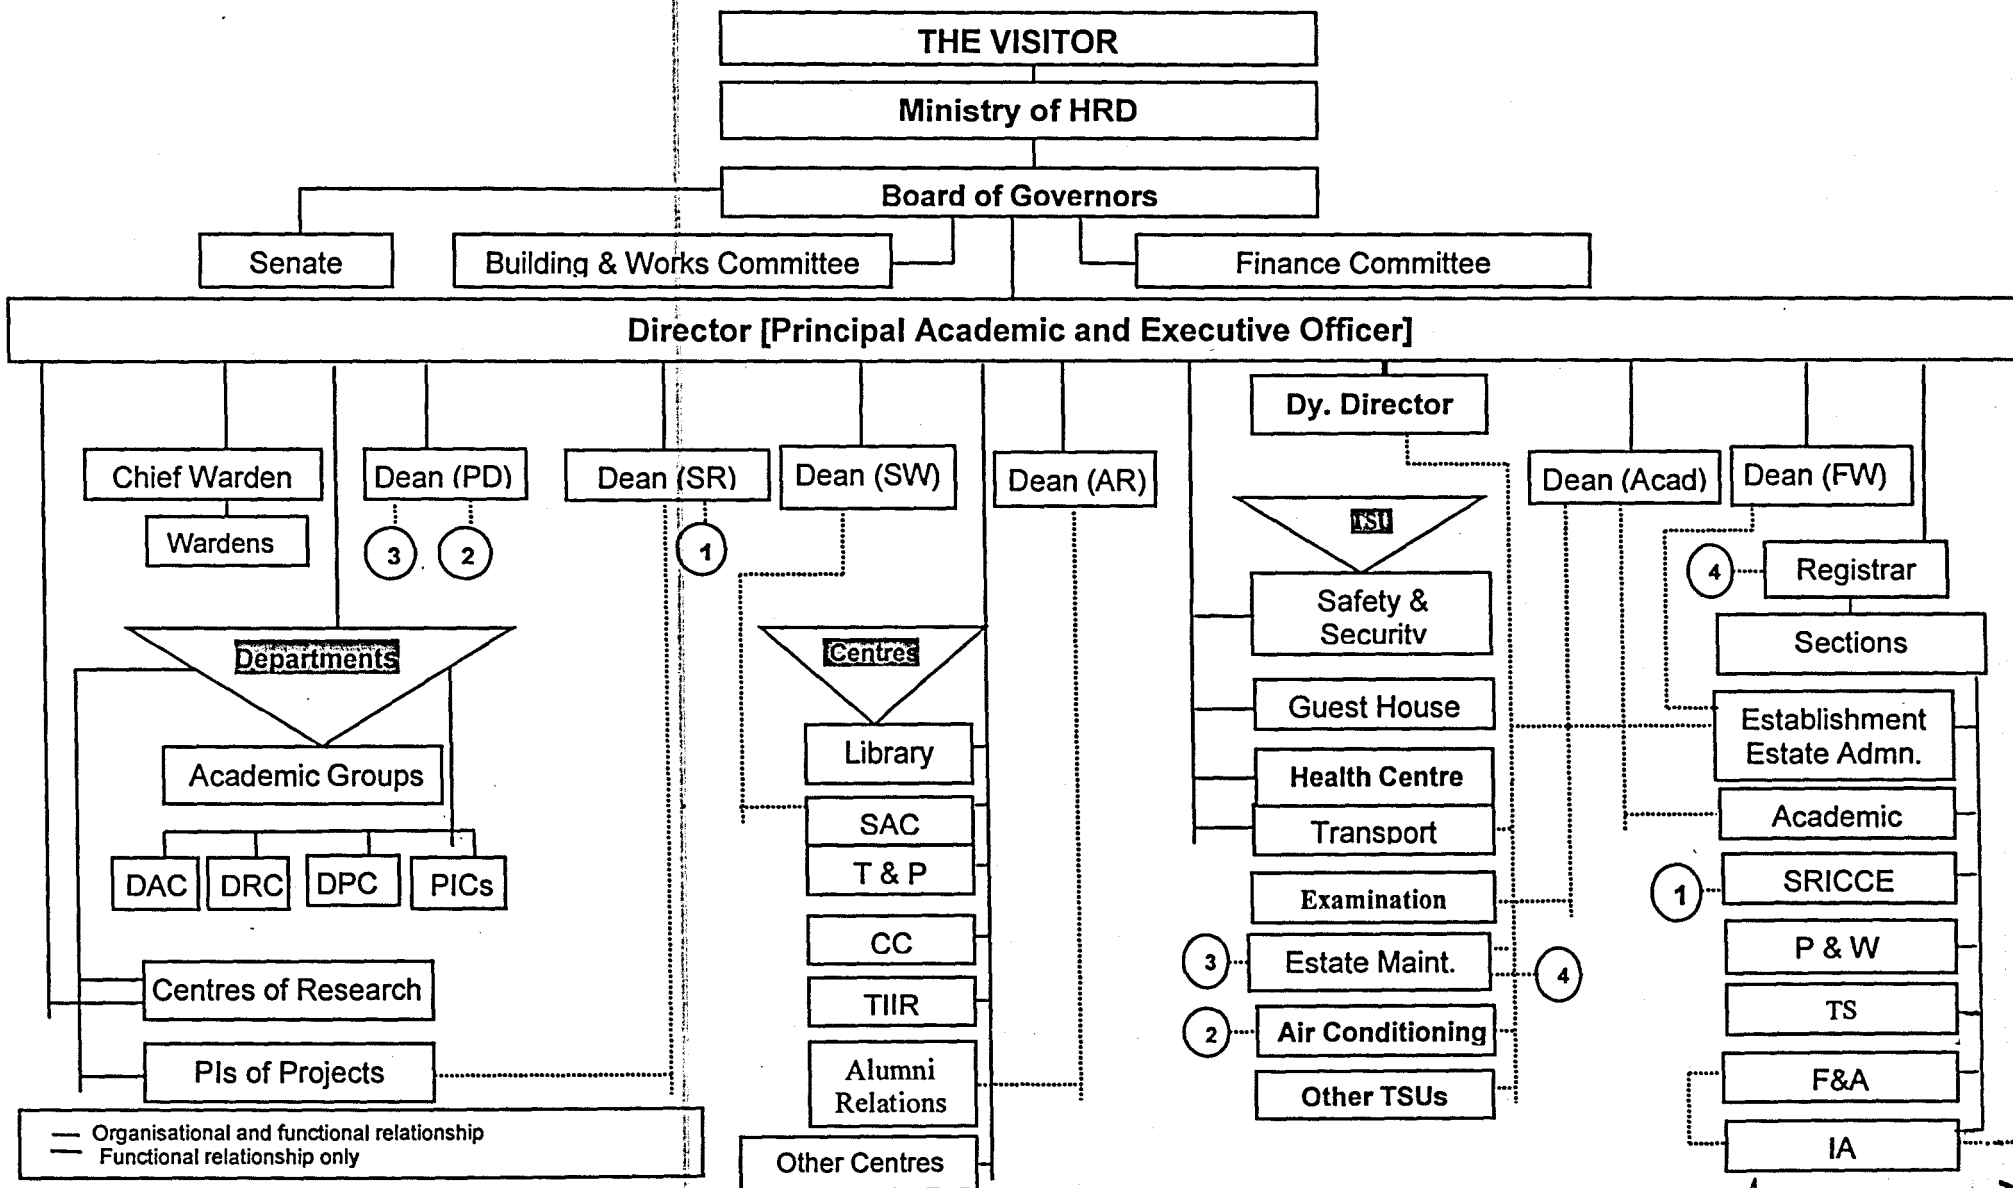 THE VISITOR
Ministry of HRD
Board of Governors
Senate
Building & Works Committee
Finance Committee
Director [Principal Academic and Executive Officer]
Dy. Director
Chief Warden
Dean (PD)
Dean (SR)
Dean (SW)
Dean (AR)
Dean (Acad)
Dean (FW)
Wardens
3
2
1
TSU
4
Registrar
Departments
Centres
Safety &
Security
Sections
Academic Groups
Library
Guest House
Establishment
Estate Admn.
Health Centre
SAC
Transport
Academic
DAC
DRC
DPC
PICs
T & P
Examination
1
SRICCE
CC
3
Estate Maint.
4
P & W
Centres of Research
TIIR
2
Air Conditioning
TS
PIs of Projects
Alumni
Relations
Other TSUs
F&A
Organisational and functional relationship
Functional relationship only
Other Centres
IA